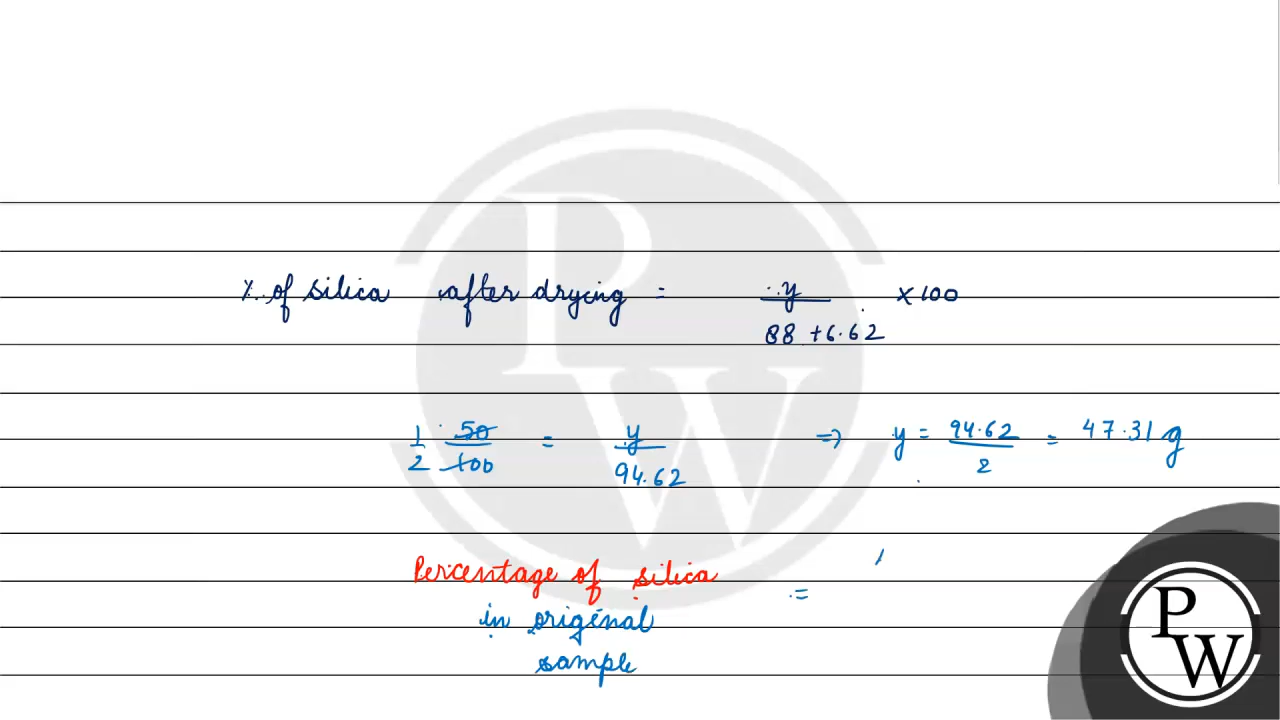 % of silica after drying = y / 88 + 6.62 × 100
1/2 50/100 = y / 94.62 ⇒ y = 94.62 / 2 = 47.31 g
Percentage of silica =
in original
sample
P
W